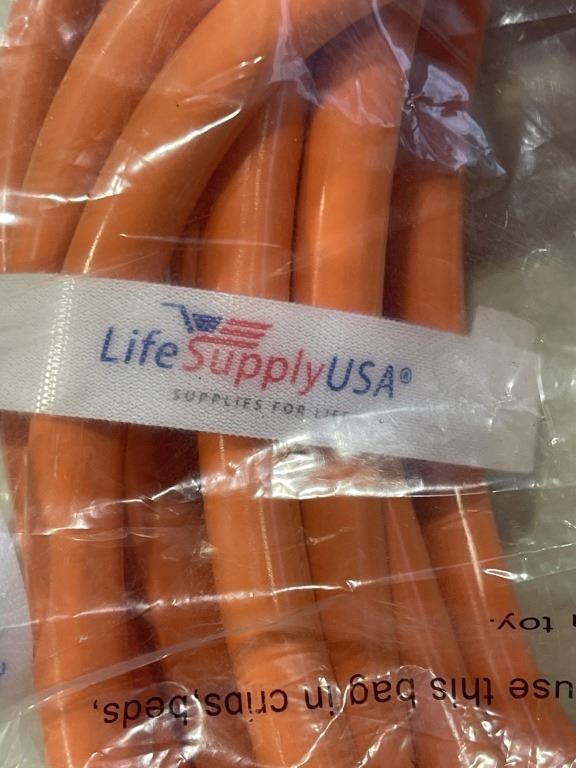 LifeSupplyUSA®
SUPPLIES FOR LIFE
use this bag in cribs,beds,
toy.